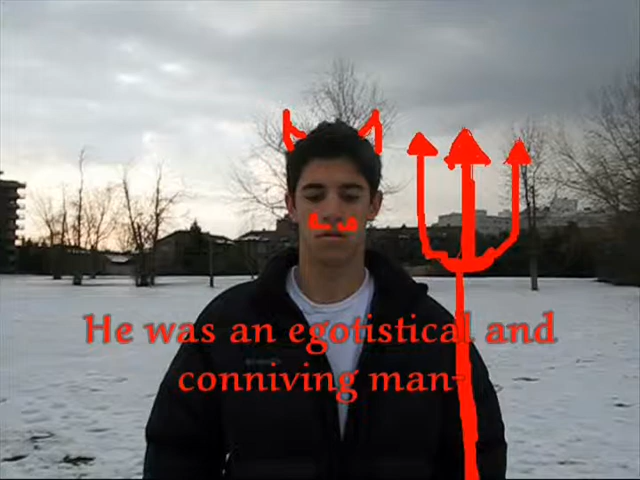 He was an egotistical and
conniving man-